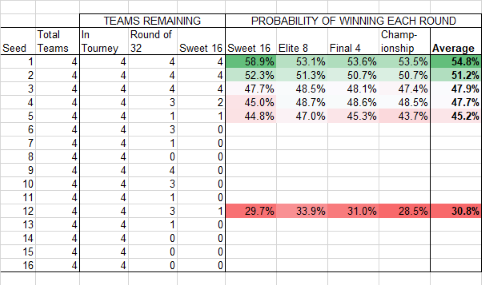 TEAMS REMAINING PROBABILITY OF WINNING EACH ROUND
Total In Round of Champ-
Seed Teams Tourney 32 Sweet 16 Sweet 16 Elite 8 Final 4 ionship Average
1 4 4 4 4 58.9% 53.1% 53.6% 53.5% 54.8%
2 4 4 4 4 52.3% 51.3% 50.7% 50.7% 51.2%
3 4 4 4 4 47.7% 48.5% 48.1% 47.4% 47.9%
4 4 4 3 2 45.0% 48.7% 48.6% 48.5% 47.7%
5 4 4 1 1 44.8% 47.0% 45.3% 43.7% 45.2%
6 4 4 3 0
7 4 4 1 0
8 4 4 0 0
9 4 4 4 0
10 4 4 3 0
11 4 4 1 0
12 4 4 3 1 29.7% 33.9% 31.0% 28.5% 30.8%
13 4 4 1 0
14 4 4 0 0
15 4 4 0 0
16 4 4 0 0